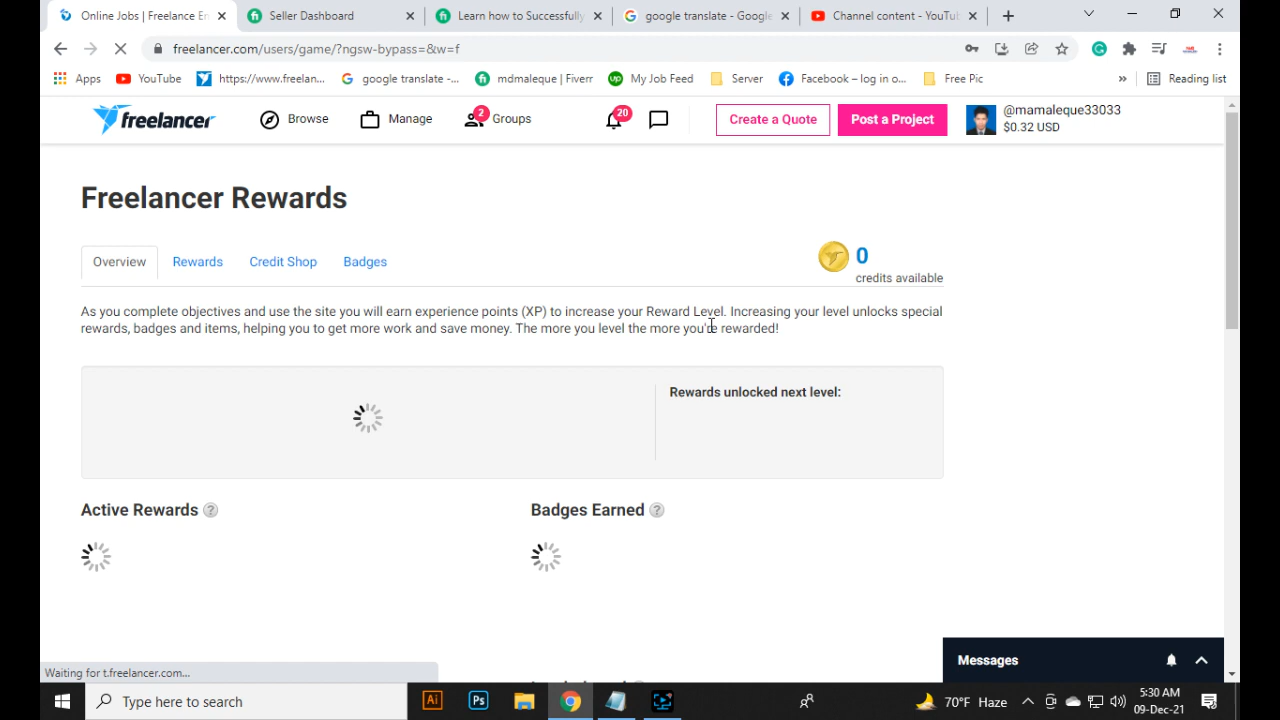 Online Jobs | Freelance En
Seller Dashboard
Learn how to Successfully
google translate - Google
Channel content - YouTu
freelancer.com/users/game/?ngsw-bypass=&w=f
Apps
YouTube
https://www.freelan...
google translate -...
mdmaleque | Fiverr
My Job Feed
Server
Facebook – log in o...
Free Pic
»
Reading list
freelancer
Browse
Manage
2
Groups
20
Create a Quote
Post a Project
@mamaleque33033
$0.32 USD
Freelancer Rewards
Overview
Rewards
Credit Shop
Badges
0
credits available
As you complete objectives and use the site you will earn experience points (XP) to increase your Reward Level. Increasing your level unlocks special
rewards, badges and items, helping you to get more work and save money. The more you level the more you're rewarded!
Rewards unlocked next level:
Active Rewards ?
Badges Earned ?
Waiting for t.freelancer.com...
Messages
Type here to search
Ai
Ps
70°F Haze
5:30 AM
09-Dec-21